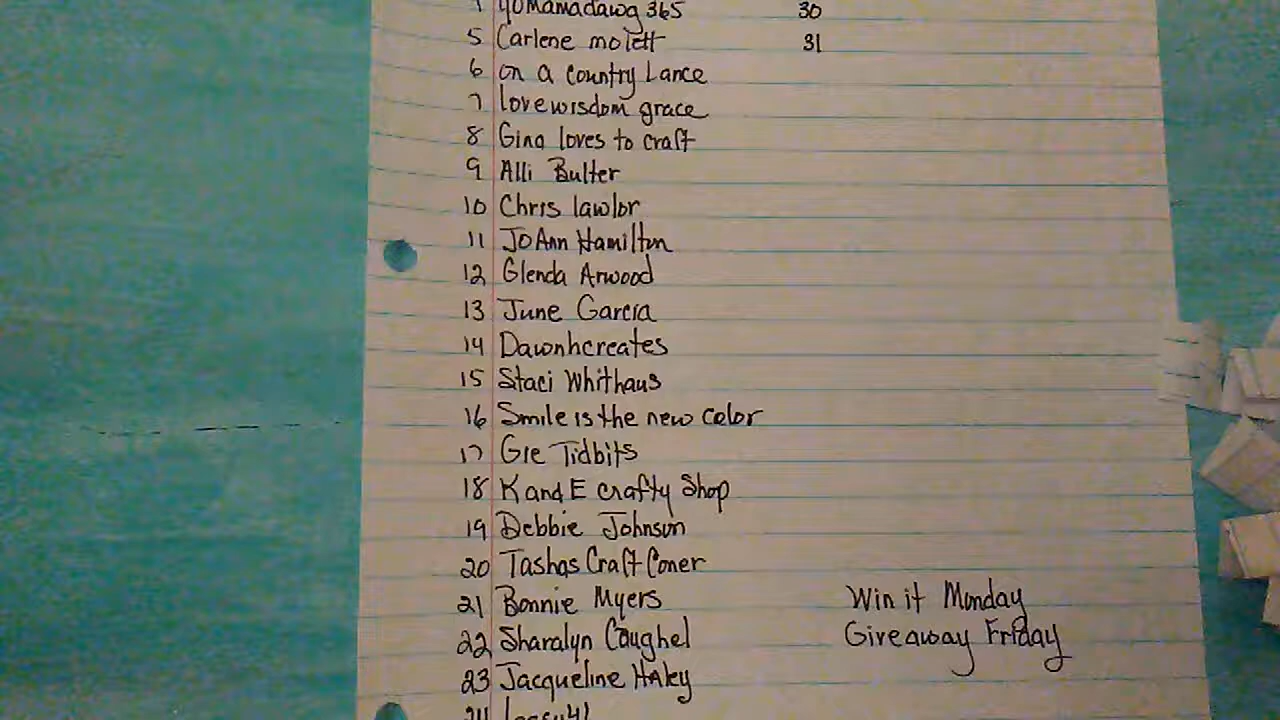 yomamadawg 365 30
5 Carlene molett 31
6 on a country Lance
7 lovewisdom grace
8 Gina loves to craft
9 Alli Bulter
10 Chris lawlor
11 JoAnn Hamilton
12 Glenda Arwood
13 June Garcia
14 Dawnhcreates
15 Staci Whithaus
16 Smile is the new color
17 Gre Tidbits
18 K and E crafty Shop
19 Debbie Johnson
20 Tashas Craft Coner
21 Bonnie Myers Win it Monday
22 Sharalyn Caughel Giveaway Friday
23 Jacqueline Haley
24